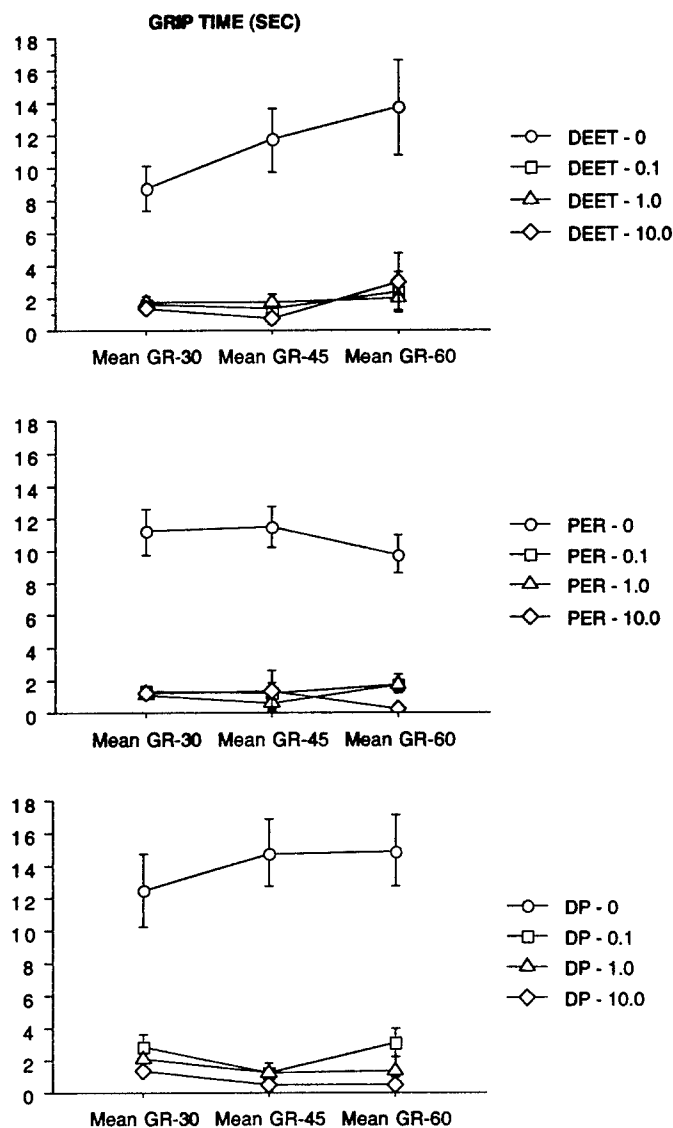 GRIP TIME (SEC)
18
16
14
12
10
8
6
4
2
0
Mean GR-30 Mean GR-45 Mean GR-60
DEET - 0
DEET - 0.1
DEET - 1.0
DEET - 10.0
18
16
14
12
10
8
6
4
2
0
Mean GR-30 Mean GR-45 Mean GR-60
PER - 0
PER - 0.1
PER - 1.0
PER - 10.0
18
16
14
12
10
8
6
4
2
0
Mean GR-30 Mean GR-45 Mean GR-60
DP - 0
DP - 0.1
DP - 1.0
DP - 10.0